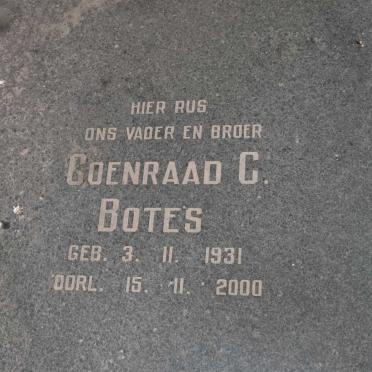 HIER RUS
ONS VADER EN BROER
COENRAAD C.
BOTES
GEB. 3. 11. 1931
OORL. 15. 11. 2000